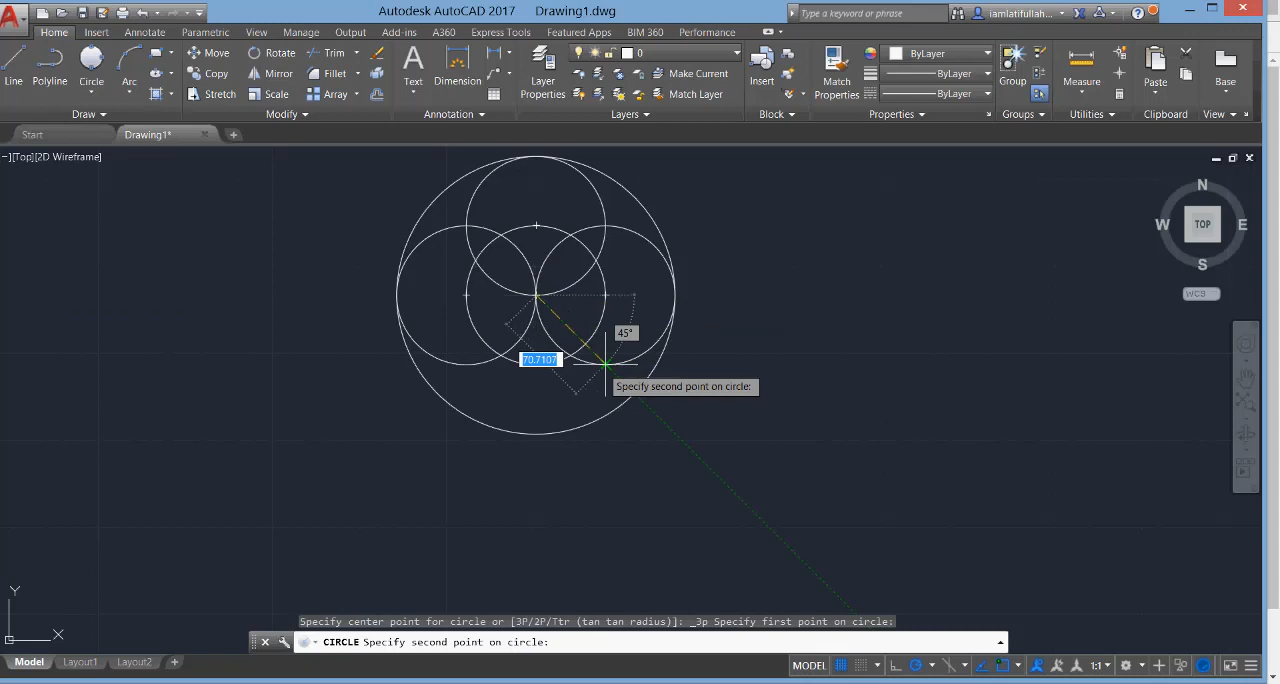 Autodesk AutoCAD 2017 Drawing1.dwg
Type a keyword or phrase
iamlatifullah...
Home Insert Annotate Parametric View Manage Output Add-ins A360 Express Tools Featured Apps BIM 360 Performance
Line Polyline Circle Arc
Move Rotate Trim
Copy Mirror Fillet
Stretch Scale Array
Text Dimension
Layer
Properties
0
Make Current
Match Layer
Insert
Match
Properties
ByLayer
ByLayer
ByLayer
Group
Measure
Paste
Base
Draw Modify Annotation Layers Block Properties Groups Utilities Clipboard View
Start Drawing1*
−][Top][2D Wireframe]
N
W TOP E
S
WCS
45°
70.7107
Specify second point on circle:
Y
X
Specify center point for circle or [3P/2P/Ttr (tan tan radius)]: _3p Specify first point on circle:
CIRCLE Specify second point on circle:
Model Layout1 Layout2
MODEL 1:1